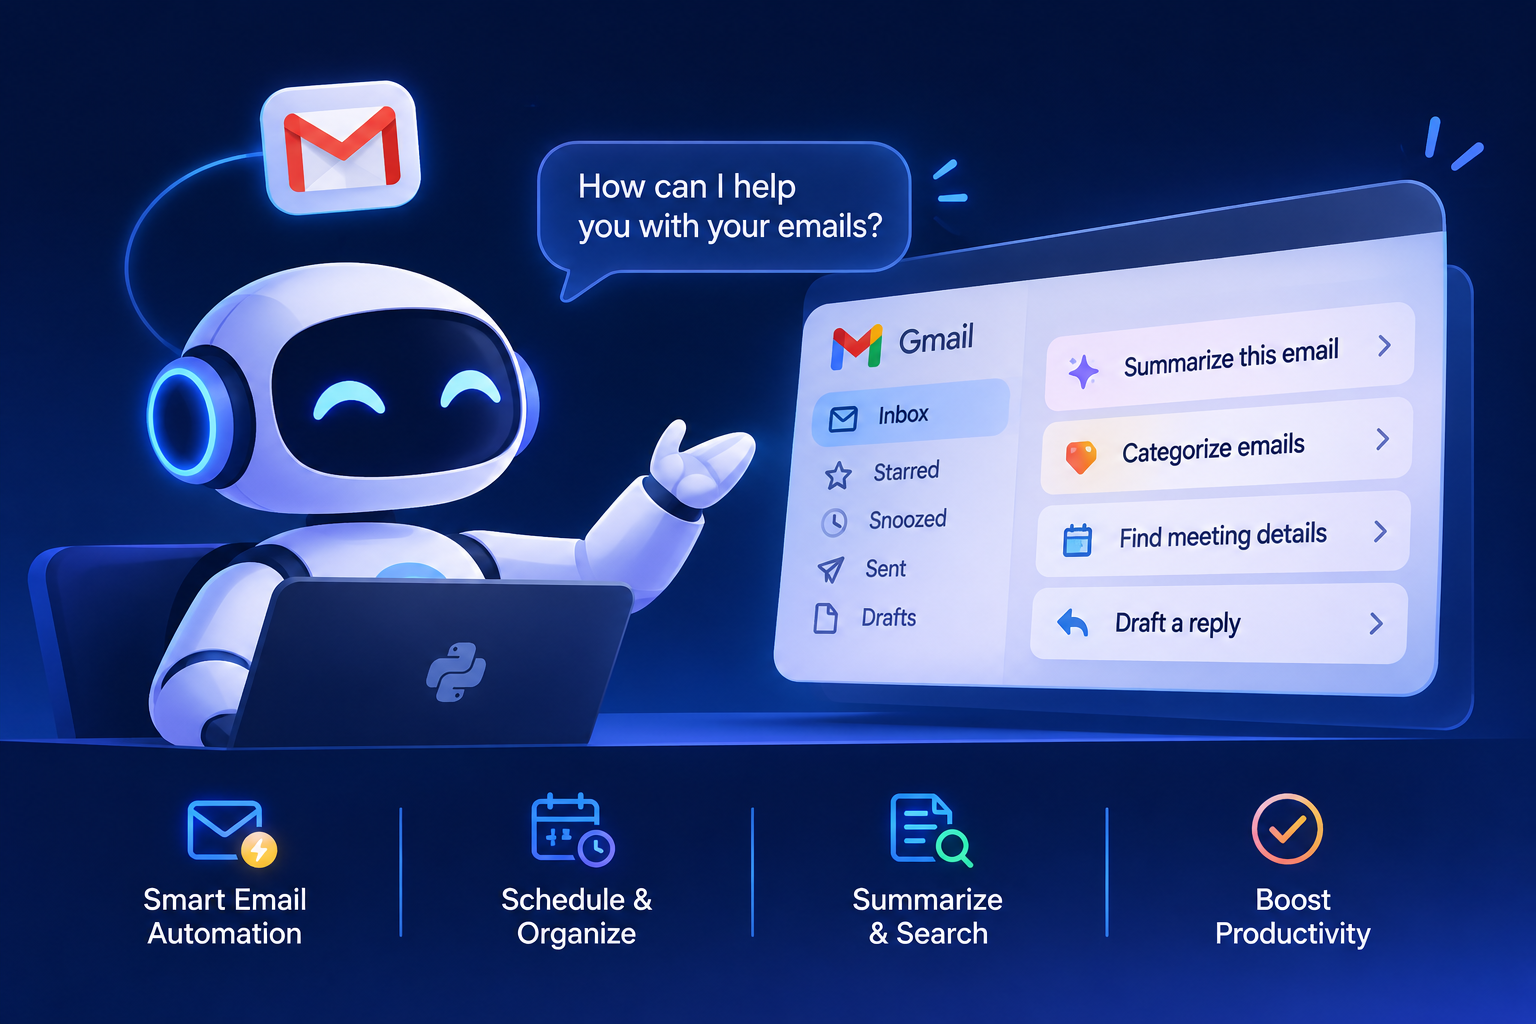 How can I help
you with your emails?
Gmail
Inbox
Starred
Snoozed
Sent
Drafts
Summarize this email
Categorize emails
Find meeting details
Draft a reply
Smart Email
Automation
Schedule &
Organize
Summarize
& Search
Boost
Productivity